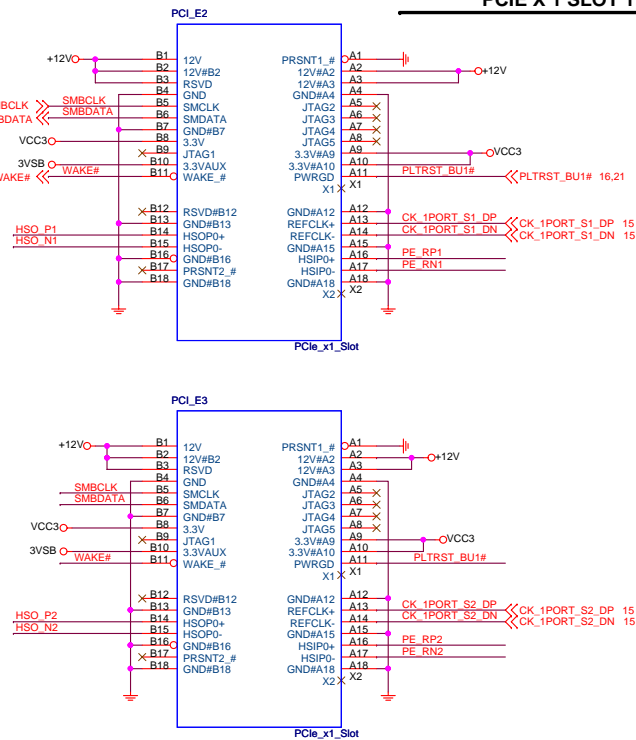 PCIE X 1 SLOT 1
PCI_E2
+12V B1 12V PRSNT1_# A1
B2 12V#B2 12V#A2 A2 +12V
B3 RSVD 12V#A3 A3
B4 GND GND#A4 A4
SMBCLK B5 SMCLK JTAG2 A5
SMBDATA B6 SMDATA JTAG3 A6
B7 GND#B7 JTAG4 A7
VCC3 B8 3.3V JTAG5 A8
B9 JTAG1 3.3V#A9 A9 VCC3
3VSB B10 3.3VAUX 3.3V#A10 A10
WAKE# WAKE# B11 WAKE_# PWRGD A11 PLTRST_BU1# PLTRST_BU1# 16,21
X1 X1
B12 RSVD#B12 GND#A12 A12
B13 GND#B13 REFCLK+ A13 CK_1PORT_S1_DP CK_1PORT_S1_DP 15
HSO_P1 B14 HSOP0+ REFCLK- A14 CK_1PORT_S1_DN CK_1PORT_S1_DN 15
HSO_N1 B15 HSOP0- GND#A15 A15
B16 GND#B16 HSIP0+ A16 PE_RP1
B17 PRSNT2_# HSIP0- A17 PE_RN1
B18 GND#B18 GND#A18 A18
X2 X2
PCIe_x1_Slot
PCI_E3
+12V B1 12V PRSNT1_# A1
B2 12V#B2 12V#A2 A2 +12V
B3 RSVD 12V#A3 A3
B4 GND GND#A4 A4
SMBCLK B5 SMCLK JTAG2 A5
SMBDATA B6 SMDATA JTAG3 A6
B7 GND#B7 JTAG4 A7
VCC3 B8 3.3V JTAG5 A8
B9 JTAG1 3.3V#A9 A9 VCC3
3VSB B10 3.3VAUX 3.3V#A10 A10
WAKE# B11 WAKE_# PWRGD A11 PLTRST_BU1#
X1 X1
B12 RSVD#B12 GND#A12 A12
B13 GND#B13 REFCLK+ A13 CK_1PORT_S2_DP CK_1PORT_S2_DP 15
HSO_P2 B14 HSOP0+ REFCLK- A14 CK_1PORT_S2_DN CK_1PORT_S2_DN 15
HSO_N2 B15 HSOP0- GND#A15 A15
B16 GND#B16 HSIP0+ A16 PE_RP2
B17 PRSNT2_# HSIP0- A17 PE_RN2
B18 GND#B18 GND#A18 A18
X2 X2
PCIe_x1_Slot